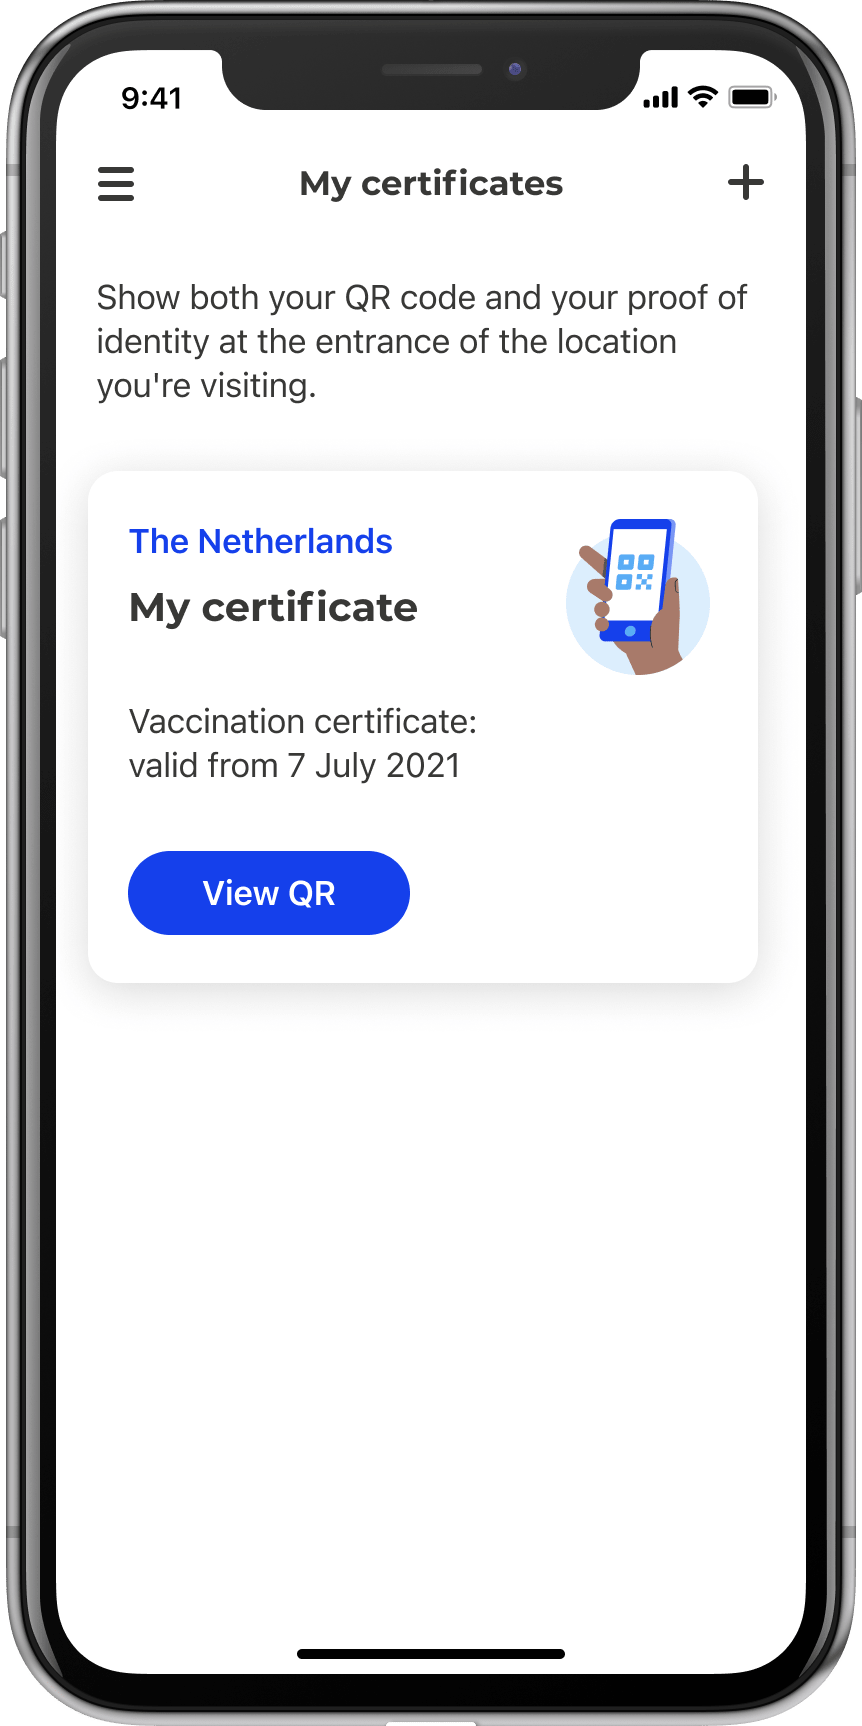 9:41
My certificates
Show both your QR code and your proof of
identity at the entrance of the location
you're visiting.
The Netherlands
My certificate
Vaccination certificate:
valid from 7 July 2021
View QR